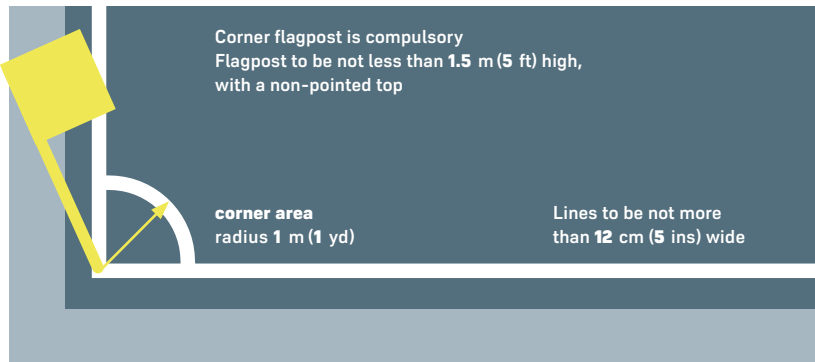 Corner flagpost is compulsory
Flagpost to be not less than 1.5 m (5 ft) high,
with a non-pointed top
corner area
radius 1 m (1 yd)
Lines to be not more
than 12 cm (5 ins) wide